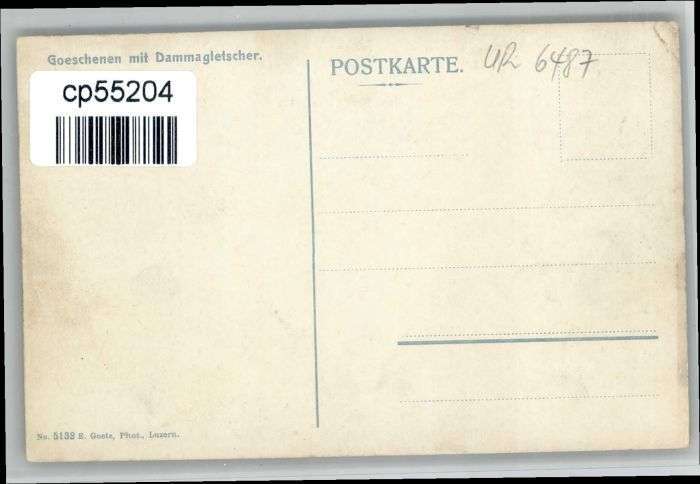 Goeschenen mit Dammagletscher.
cp55204
POSTKARTE.
UR 6487
No. 5132 E. Goetz, Phot., Luzern.